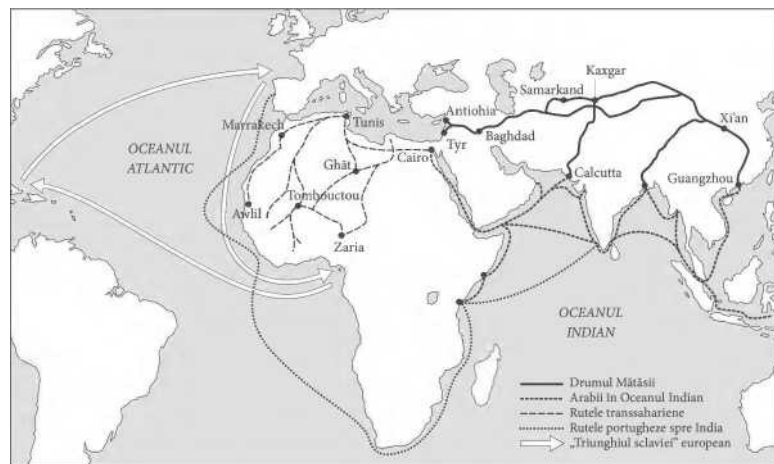 Kaxgar
Samarkand
Antiohia
Xi'an
Marrakech
Tunis
OCEANUL
ATLANTIC
Baghdad
Tyr
Ghât
Cairo
Calcutta
Guangzhou
Tombouctou
Awlil
Zaria
OCEANUL
INDIAN
Drumul Mătăsii
Arabii în Oceanul Indian
Rutele transsahariene
Rutele portugheze spre India
„Triunghiul sclaviei” european